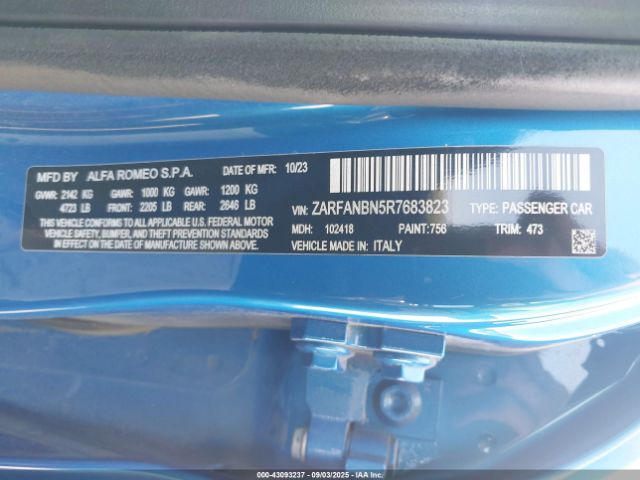 MFD BY ALFA ROMEO S.P.A. DATE OF MFR: 10/23
GVWR: 2142 KG GAWR: 1000 KG GAWR: 1200 KG
4723 LB FRONT: 2205 LB REAR: 2646 LB
THIS VEHICLE CONFORMS TO ALL APPLICABLE U.S. FEDERAL MOTOR
VEHICLE SAFETY, BUMPER, AND THEFT PREVENTION STANDARDS
IN EFFECT ON THE DATE OF MANUFACTURE SHOWN ABOVE.
VIN: ZARFANBN5R7683823 TYPE: PASSENGER CAR
MDH: 102418 PAINT:756 TRIM: 473
VEHICLE MADE IN: ITALY
000-43093237 - 09/03/2025 - IAAI.COM